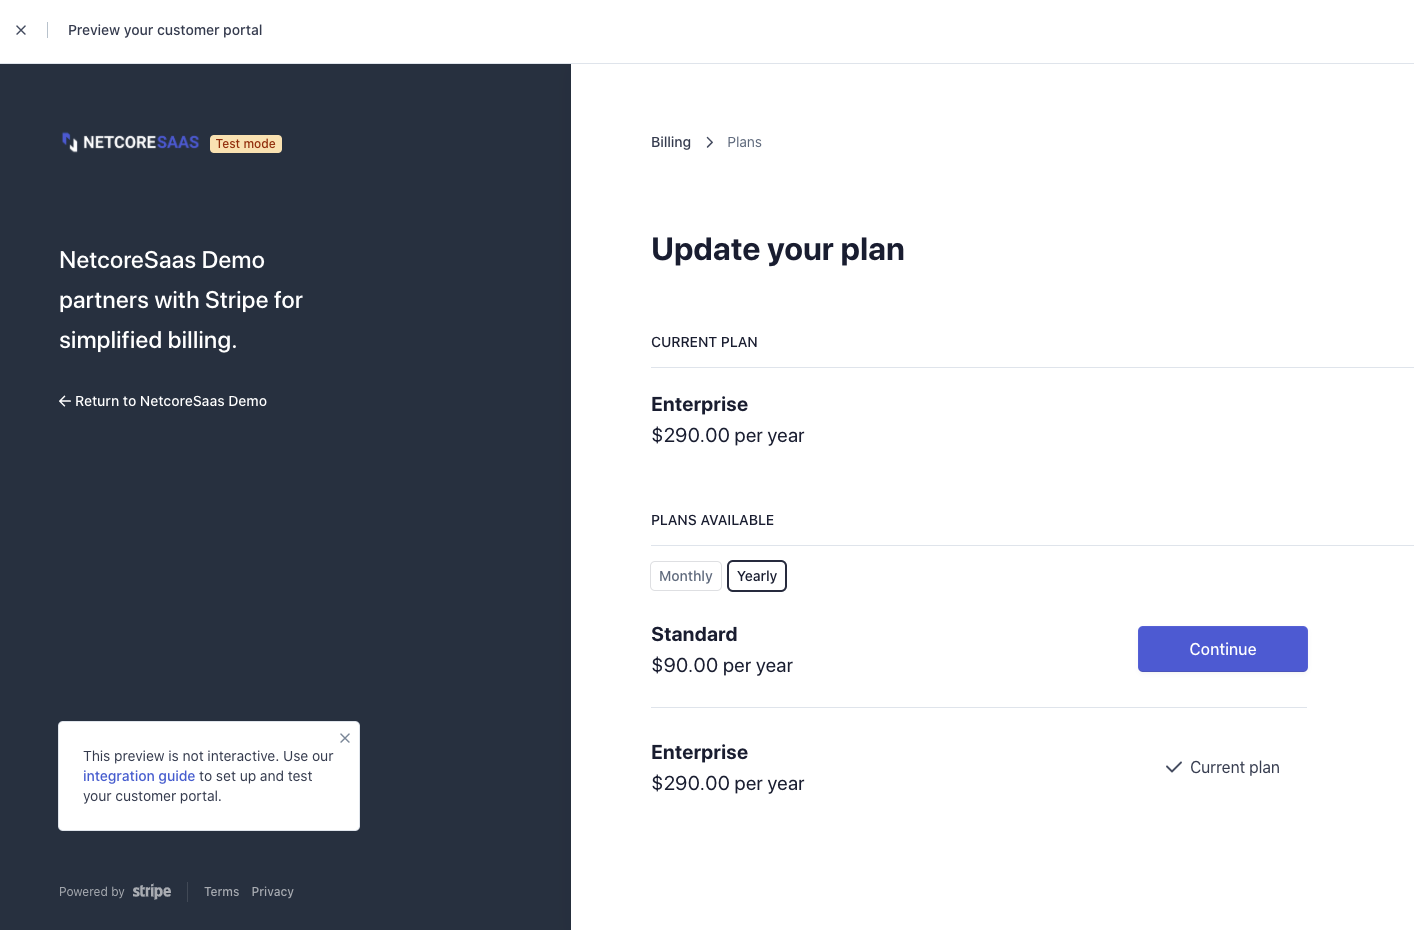 Preview your customer portal
NETCORESAAS Test mode
NetcoreSaas Demo
partners with Stripe for
simplified billing.
Return to NetcoreSaas Demo
This preview is not interactive. Use our
integration guide to set up and test
your customer portal.
Powered by stripe Terms Privacy
Billing Plans
Update your plan
CURRENT PLAN
Enterprise
$290.00 per year
PLANS AVAILABLE
Monthly Yearly
Standard
$90.00 per year
Continue
Enterprise
$290.00 per year
Current plan